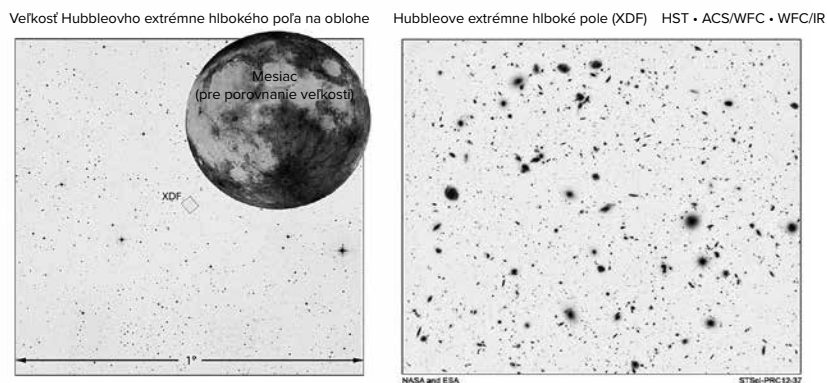 Veľkosť Hubbleovho extrémne hlbokého poľa na oblohe
Mesiac
(pre porovnanie veľkosti)
XDF
1°
Hubbleove extrémne hlboké pole (XDF) HST • ACS/WFC • WFC/IR
NASA and ESA STScI-PRC12-37